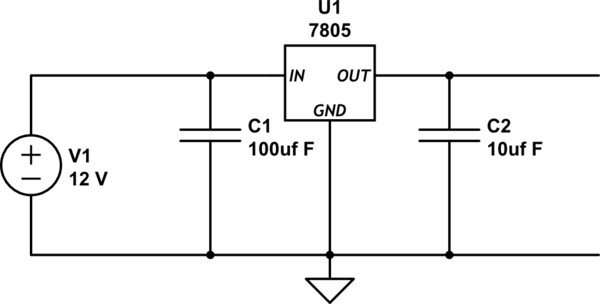 U1
7805
IN OUT
GND
C1
100uf F
C2
10uf F
V1
12 V